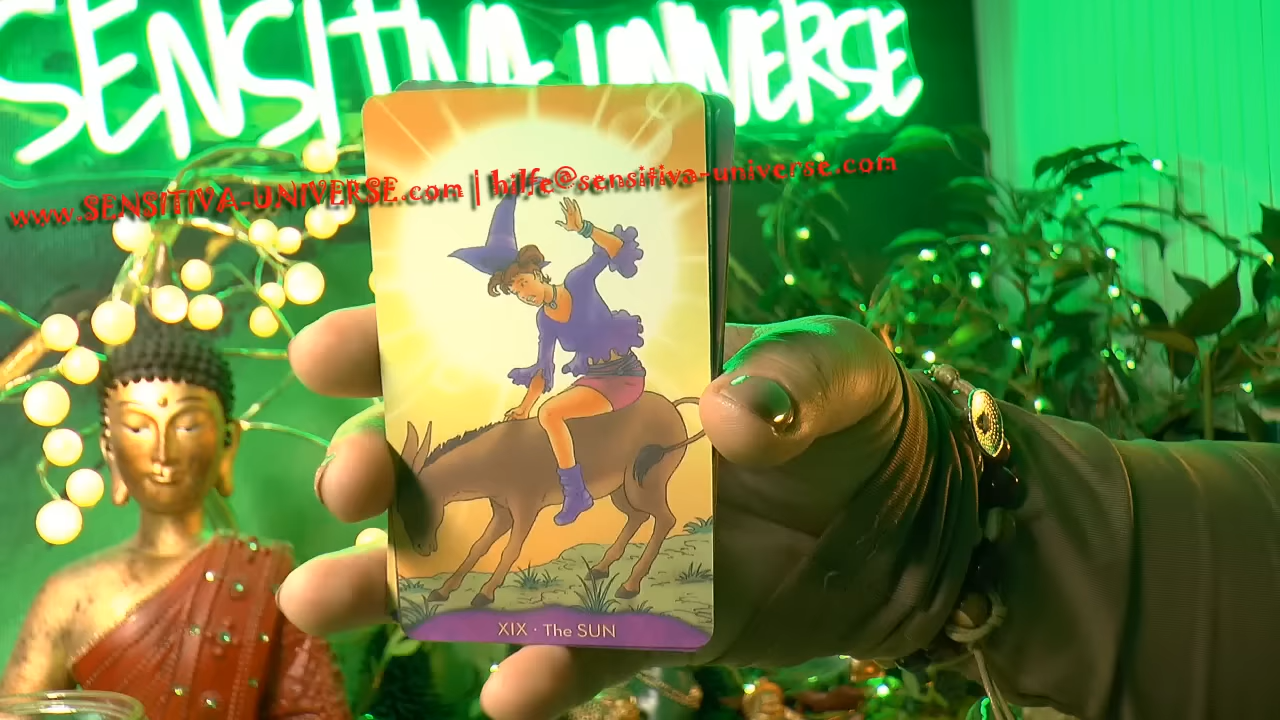 SENSITIVA UNIVERSE
www.SENSITIVA-UNIVERSE.com | hilfe@sensitiva-universe.com
XIX · The SUN